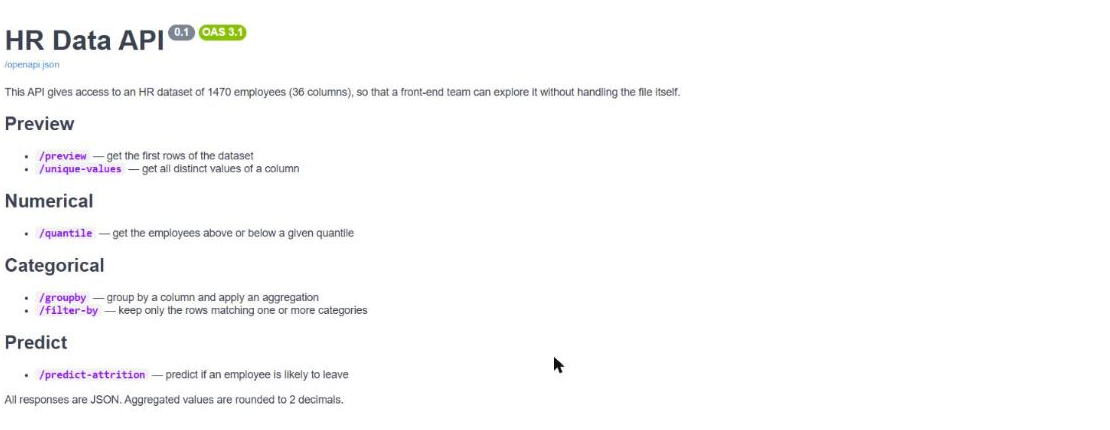 HR Data API 0.1 OAS 3.1
/openapi.json
This API gives access to an HR dataset of 1470 employees (36 columns), so that a front-end team can explore it without handling the file itself.
Preview
• /preview — get the first rows of the dataset
• /unique-values — get all distinct values of a column
Numerical
• /quantile — get the employees above or below a given quantile
Categorical
• /groupby — group by a column and apply an aggregation
• /filter-by — keep only the rows matching one or more categories
Predict
• /predict-attrition — predict if an employee is likely to leave
All responses are JSON. Aggregated values are rounded to 2 decimals.